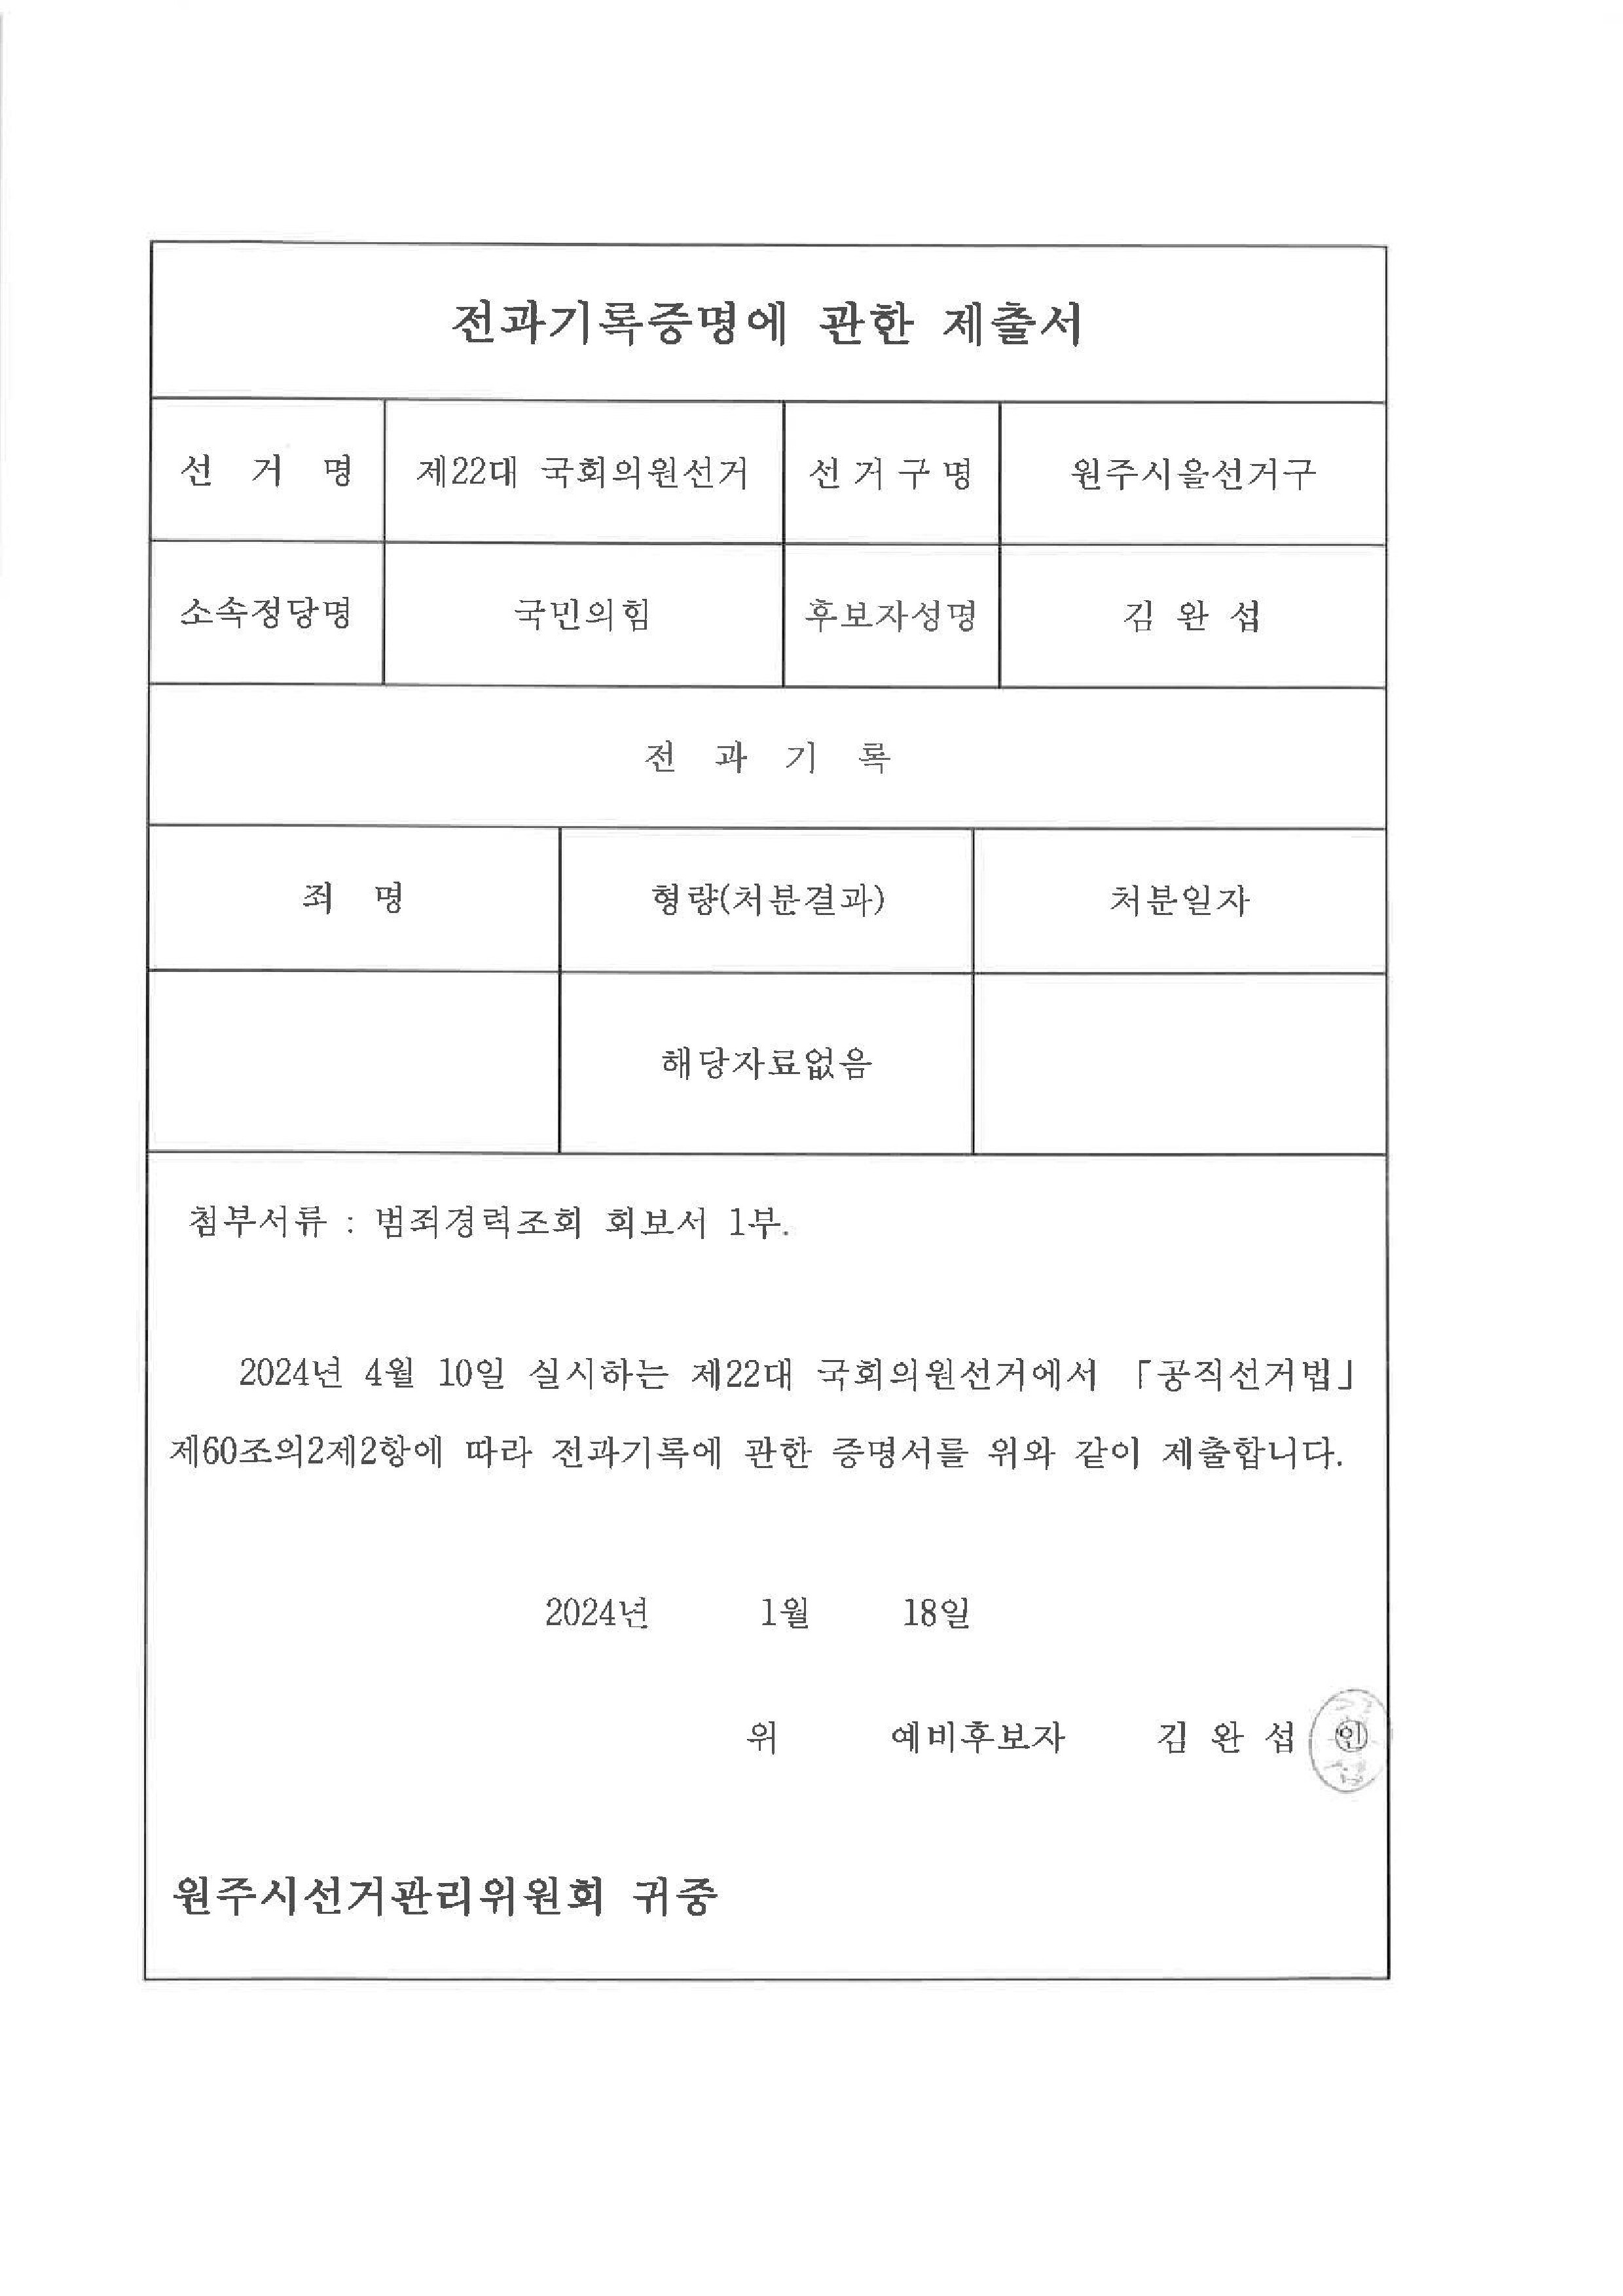 전과기록증명에 관한 제출서
선 거 명 제22대 국회의원선거 선 거 구 명 원주시을선거구
소속정당명 국민의힘 후보자성명 김 완 섭
전 과 기 록
죄 명 형량(처분결과) 처분일자
해당자료없음
첨부서류 : 범죄경력조회 회보서 1부.
2024년 4월 10일 실시하는 제22대 국회의원선거에서 「공직선거법」
제60조의2제2항에 따라 전과기록에 관한 증명서를 위와 같이 제출합니다.
2024년 1월 18일
위 예비후보자 김 완 섭 ㊞
원주시선거관리위원회 귀중